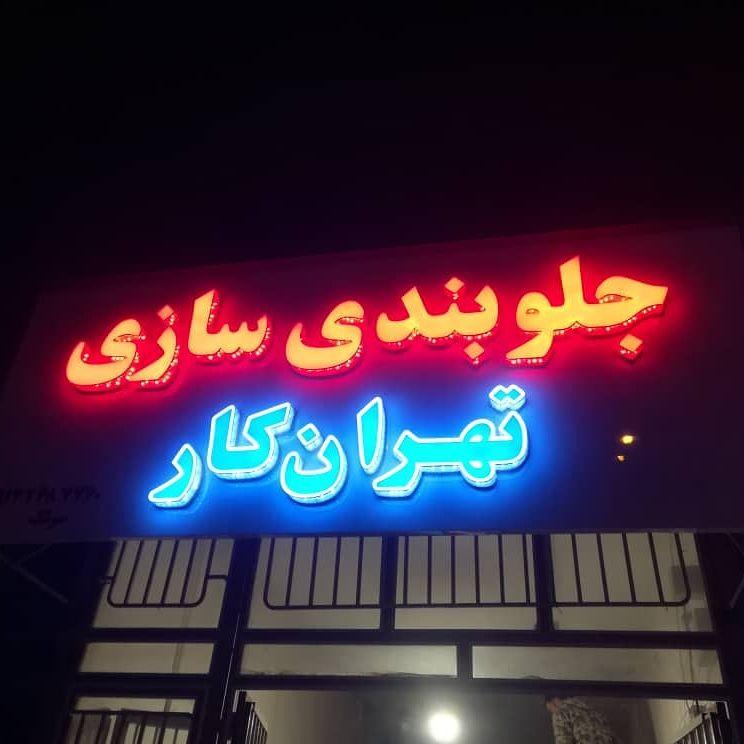 جلوبندی سازی
تهران کار